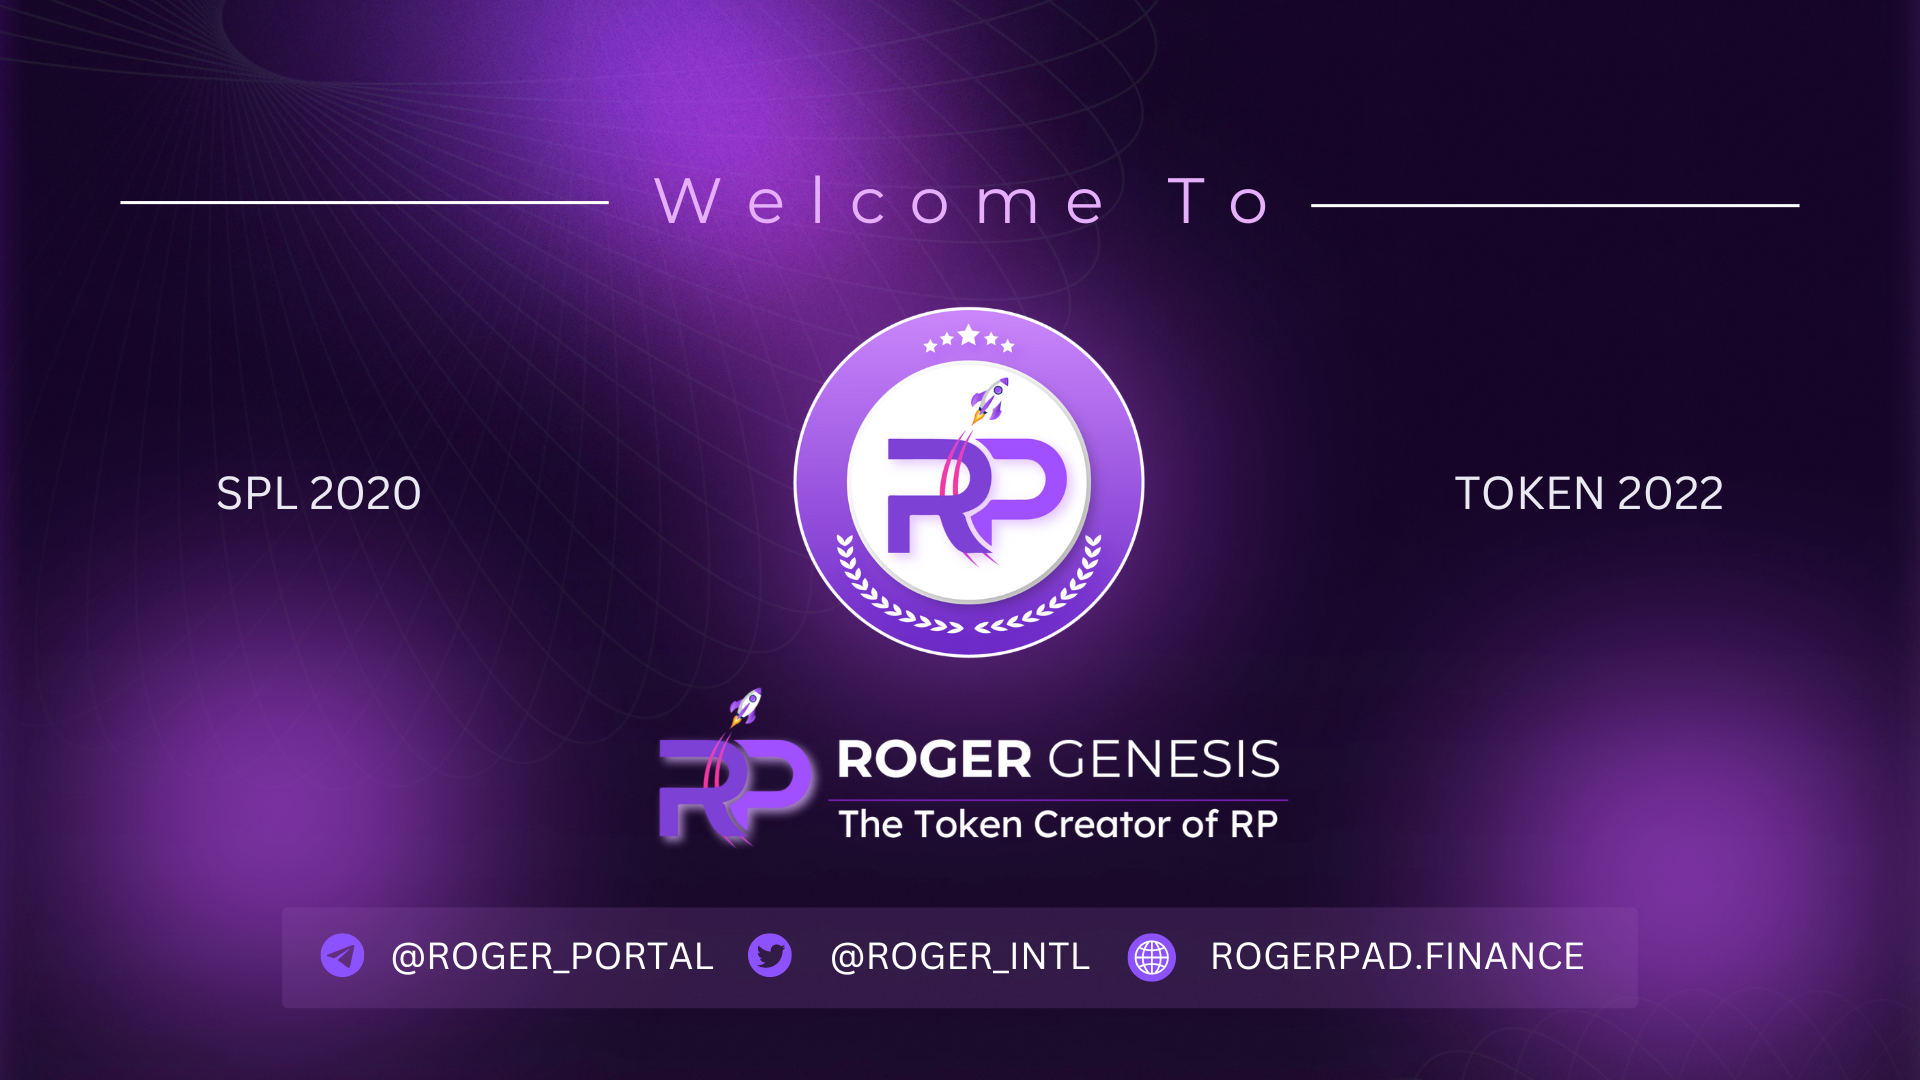 Welcome To
RP
SPL 2020
TOKEN 2022
RP
ROGER GENESIS
The Token Creator of RP
@ROGER_PORTAL @ROGER_INTL ROGERPAD.FINANCE